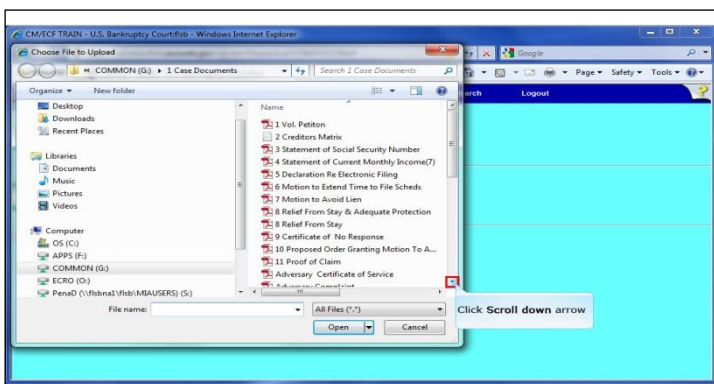 CM/ECF TRAIN - U.S. Bankruptcy Court:flsb - Windows Internet Explorer
Choose File to Upload
Google
COMMON (G:) ▸ 1 Case Documents
Search 1 Case Documents
Page Safety Tools
Organize New folder
Logout
Desktop
Downloads
Recent Places
Libraries
Documents
Music
Pictures
Videos
Computer
OS (C:)
APPS (F:)
COMMON (G:)
ECRO (O:)
PenaD (\\flsbna1\flsb\MIAUSERS) (S:)
Name
1 Vol. Petiton
2 Creditors Matrix
3 Statement of Social Security Number
4 Statement of Current Monthly Income(7)
5 Declaration Re Electronic Filing
6 Motion to Extend Time to File Scheds
7 Motion to Avoid Lien
8 Relief From Stay & Adequate Protection
8 Relief From Stay
9 Certificate of No Response
10 Proposed Order Granting Motion To A...
11 Proof of Claim
Adversary Certificate of Service
Adversary Complaint
Click Scroll down arrow
File name:
All Files (*.*)
Open
Cancel